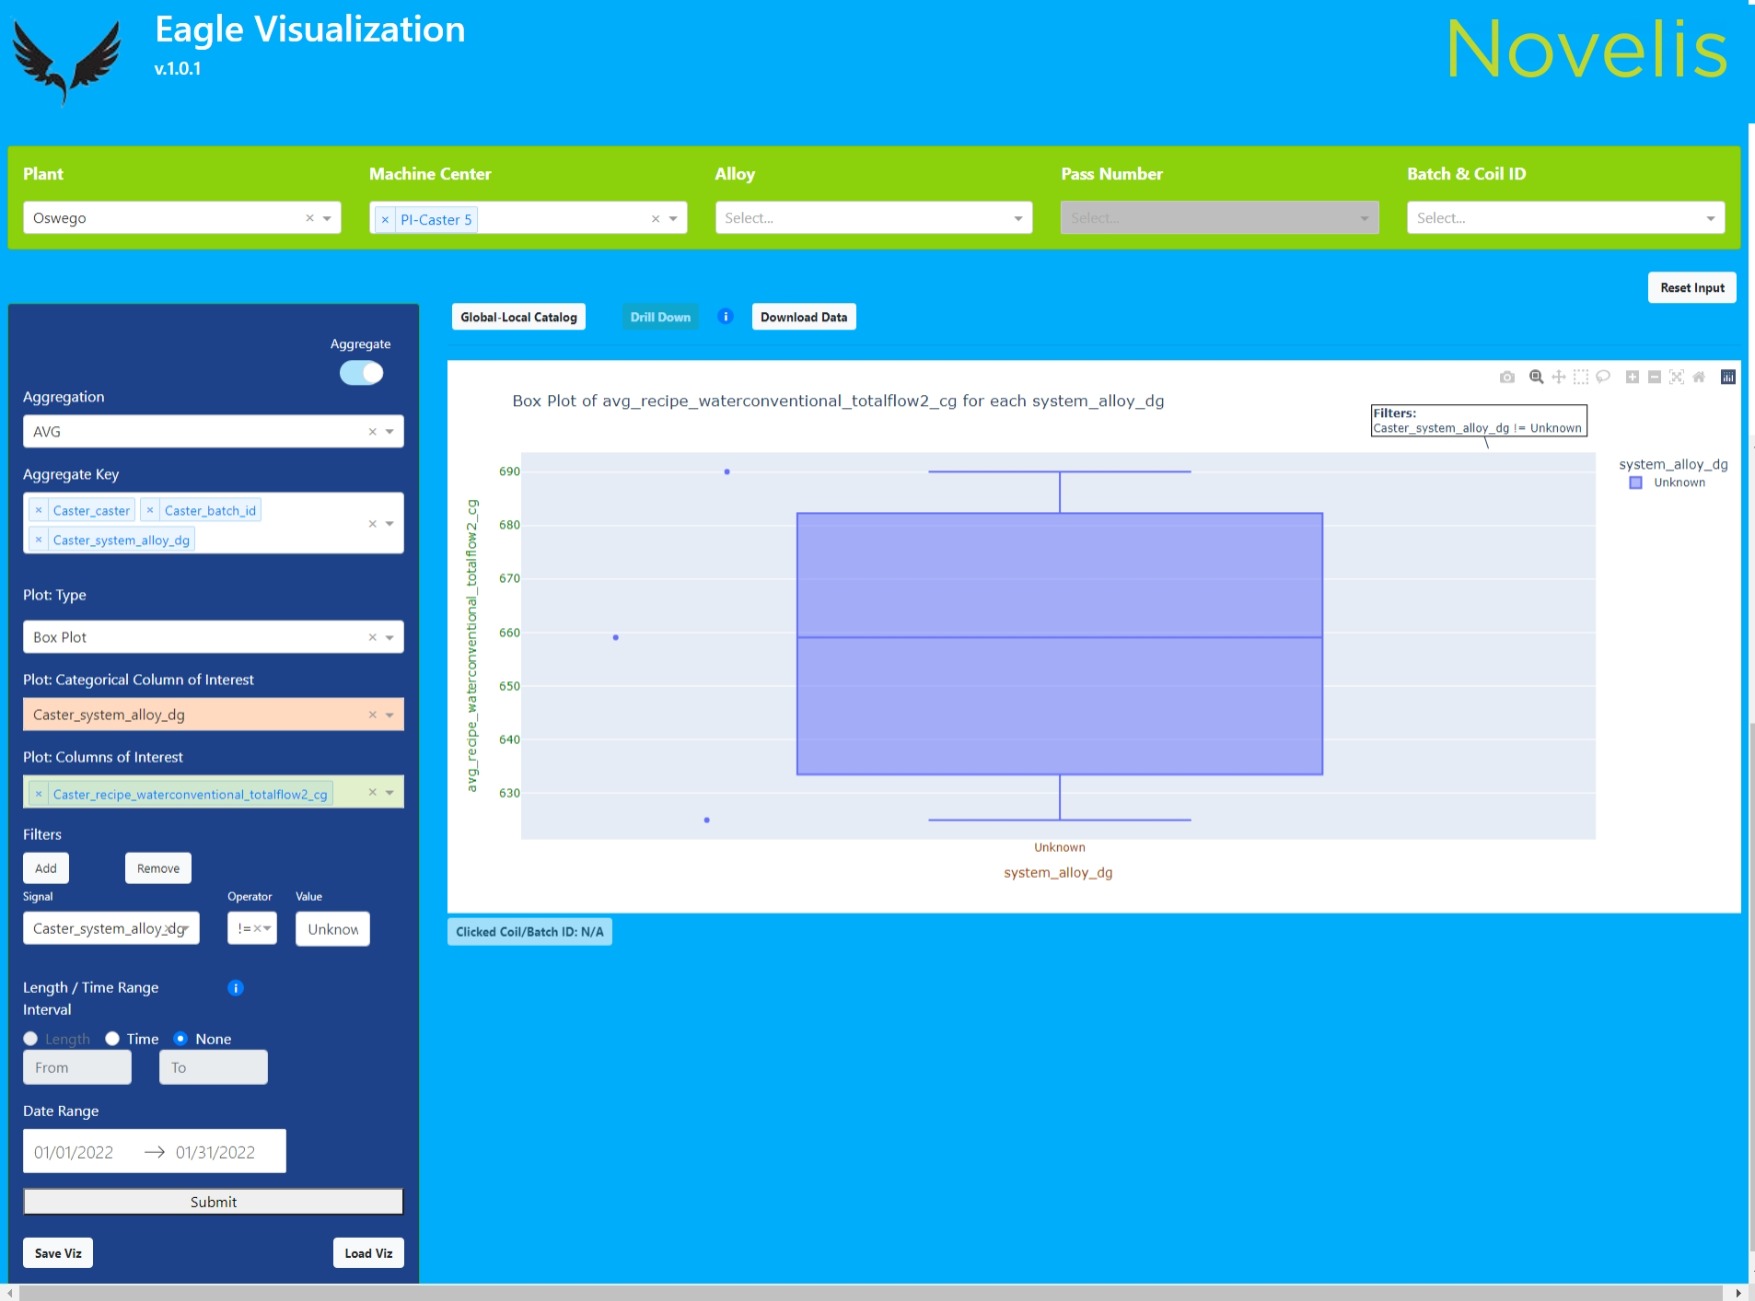 Eagle Visualization
v.1.0.1
Novelis
Plant
Machine Center
Alloy
Pass Number
Batch & Coil ID
Oswego
× PI-Caster 5
Select...
Select...
Select...
Reset Input
Global-Local Catalog
Drill Down
i
Download Data
Aggregate
Aggregation
AVG
Aggregate Key
× Caster_caster × Caster_batch_id
× Caster_system_alloy_dg
Plot: Type
Box Plot
Plot: Categorical Column of Interest
Caster_system_alloy_dg
Plot: Columns of Interest
× Caster_recipe_waterconventional_totalflow2_cg
Filters
Add
Remove
Signal
Operator
Value
Caster_system_alloy_dg
!=
Unknow
Length / Time Range
Interval
i
Length
Time
None
From
To
Date Range
01/01/2022 → 01/31/2022
Submit
Save Viz
Load Viz
Box Plot of avg_recipe_waterconventional_totalflow2_cg for each system_alloy_dg
Filters:
Caster_system_alloy_dg != Unknown
system_alloy_dg
Unknown
avg_recipe_waterconventional_totalflow2_cg
690
680
670
660
650
640
630
Unknown
system_alloy_dg
Clicked Coil/Batch ID: N/A